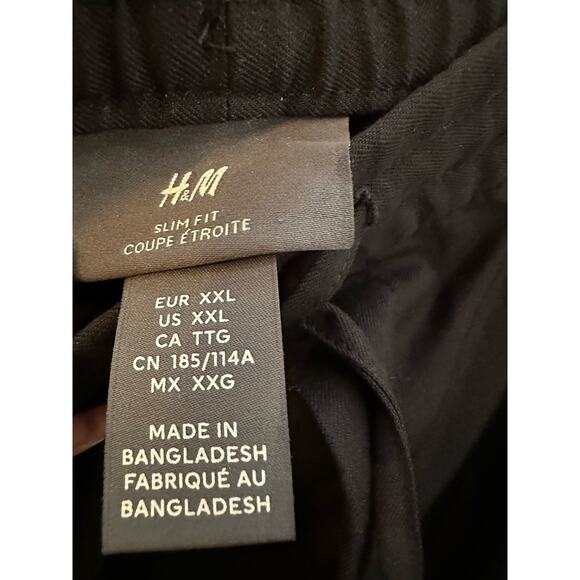 H&M
SLIM FIT
COUPE ÉTROITE
EUR XXL
US XXL
CA TTG
CN 185/114A
MX XXG
MADE IN
BANGLADESH
FABRIQUÉ AU
BANGLADESH